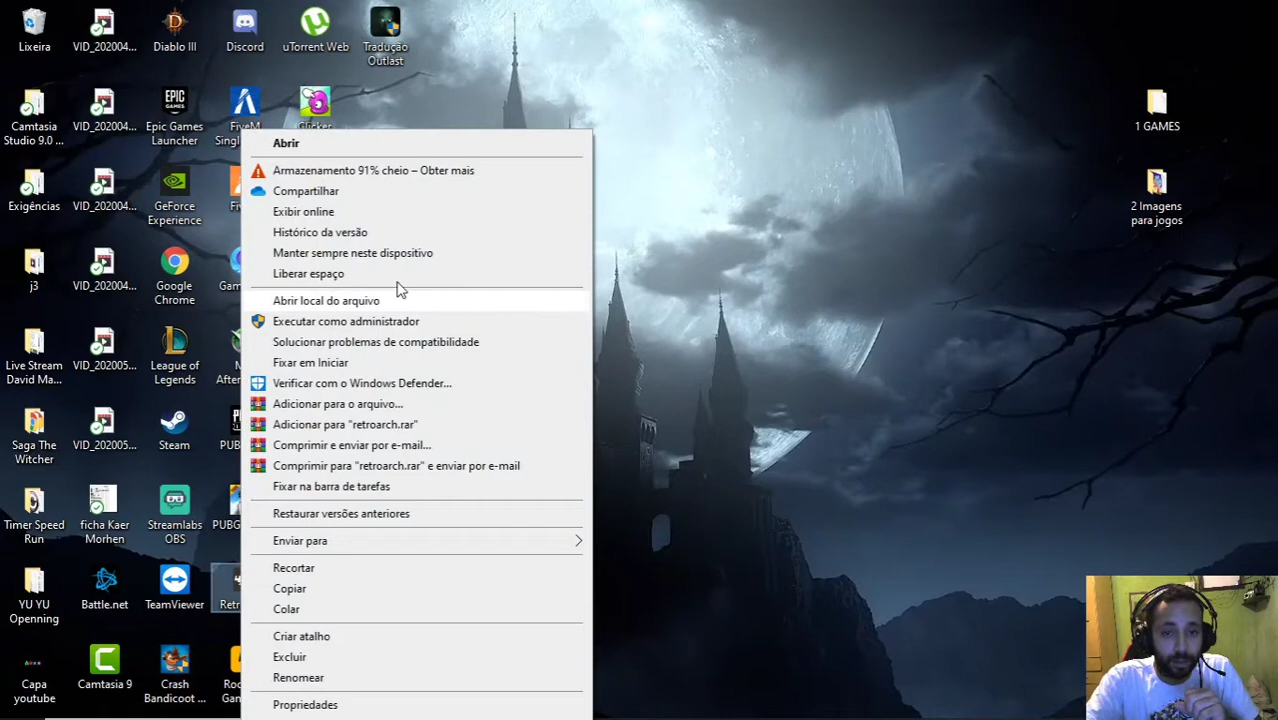 Lixeira
VID_202004...
Diablo III
Discord
uTorrent Web
Tradução
Outlast
Camtasia
Studio 9.0 ...
VID_202004...
Epic Games
Launcher
FiveM
Clicker
1 GAMES
Exigências
VID_202004...
GeForce
Experience
2 Imagens
para jogos
j3
VID_202004...
Google
Chrome
Live Stream
David Ma...
VID_202004...
League of
Legends
Saga The
Witcher
VID_202005...
Steam
Timer Speed
Run
ficha Kaer
Morhen
Streamlabs
OBS
YU YU
Openning
Battle.net
TeamViewer
Capa
youtube
Camtasia 9
Crash
Bandicoot ...
Abrir
Armazenamento 91% cheio – Obter mais
Compartilhar
Exibir online
Histórico da versão
Manter sempre neste dispositivo
Liberar espaço
Abrir local do arquivo
Executar como administrador
Solucionar problemas de compatibilidade
Fixar em Iniciar
Verificar com o Windows Defender...
Adicionar para o arquivo...
Adicionar para "retroarch.rar"
Comprimir e enviar por e-mail...
Comprimir para "retroarch.rar" e enviar por e-mail
Fixar na barra de tarefas
Restaurar versões anteriores
Enviar para
Recortar
Copiar
Colar
Criar atalho
Excluir
Renomear
Propriedades